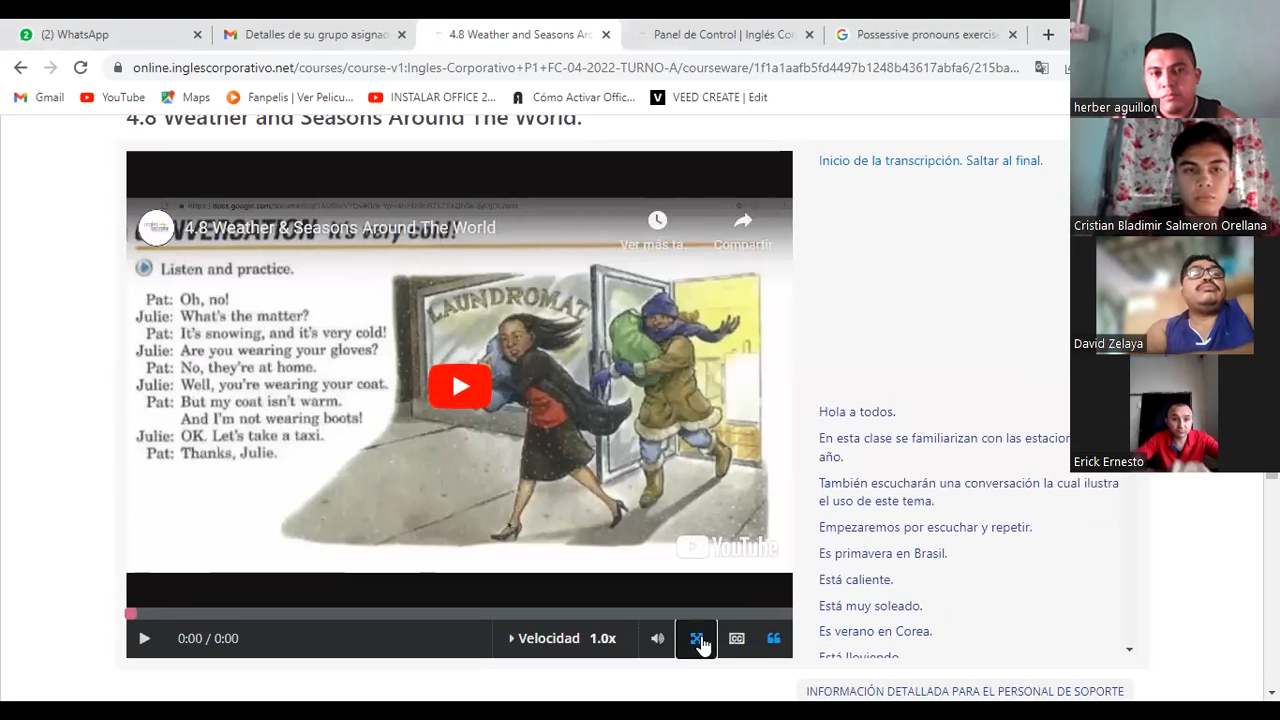 (2) WhatsApp
Detalles de su grupo asignad
4.8 Weather and Seasons Arc
Panel de Control | Inglés Cor
Possessive pronouns exercise
online.inglescorporativo.net/courses/course-v1:Ingles-Corporativo+P1+FC-04-2022-TURNO-A/courseware/1f1a1aafb5fd4497b1248b43617abfa6/215ba...
Gmail
YouTube
Maps
Fanpelis | Ver Pelicu...
INSTALAR OFFICE 2...
Cómo Activar Offic...
VEED CREATE | Edit
4.8 Weather and Seasons Around The World.
4.8 Weather & Seasons Around The World
Ver más ta
Compartir
Listen and practice.
Pat: Oh, no!
Julie: What's the matter?
Pat: It's snowing, and it's very cold!
Julie: Are you wearing your gloves?
Pat: No, they're at home.
Julie: Well, you're wearing your coat.
Pat: But my coat isn't warm.
And I'm not wearing boots!
Julie: OK. Let's take a taxi.
Pat: Thanks, Julie.
LAUNDROMAT
YouTube
0:00 / 0:00
Velocidad 1.0x
CC
Inicio de la transcripción. Saltar al final.
Hola a todos.
En esta clase se familiarizan con las estacion
año.
También escucharán una conversación la cual ilustra
el uso de este tema.
Empezaremos por escuchar y repetir.
Es primavera en Brasil.
Está caliente.
Está muy soleado.
Es verano en Corea.
Está lloviendo.
INFORMACIÓN DETALLADA PARA EL PERSONAL DE SOPORTE
herber aguillon
Cristian Bladimir Salmeron Orellana
David Zelaya
Erick Ernesto